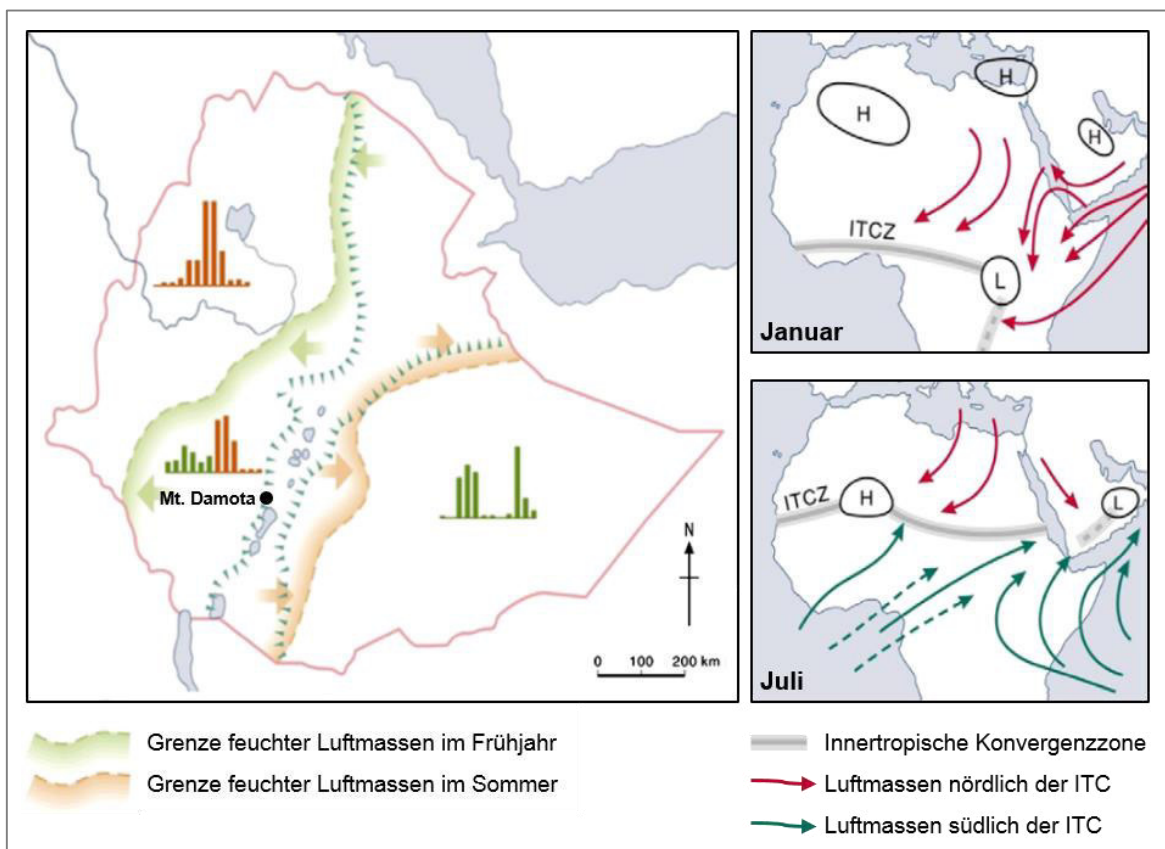 Mt. Damota
N
0 100 200 km
H
H
H
ITCZ
L
Januar
ITCZ
H
L
Juli
Grenze feuchter Luftmassen im Frühjahr
Grenze feuchter Luftmassen im Sommer
Innertropische Konvergenzzone
Luftmassen nördlich der ITC
Luftmassen südlich der ITC